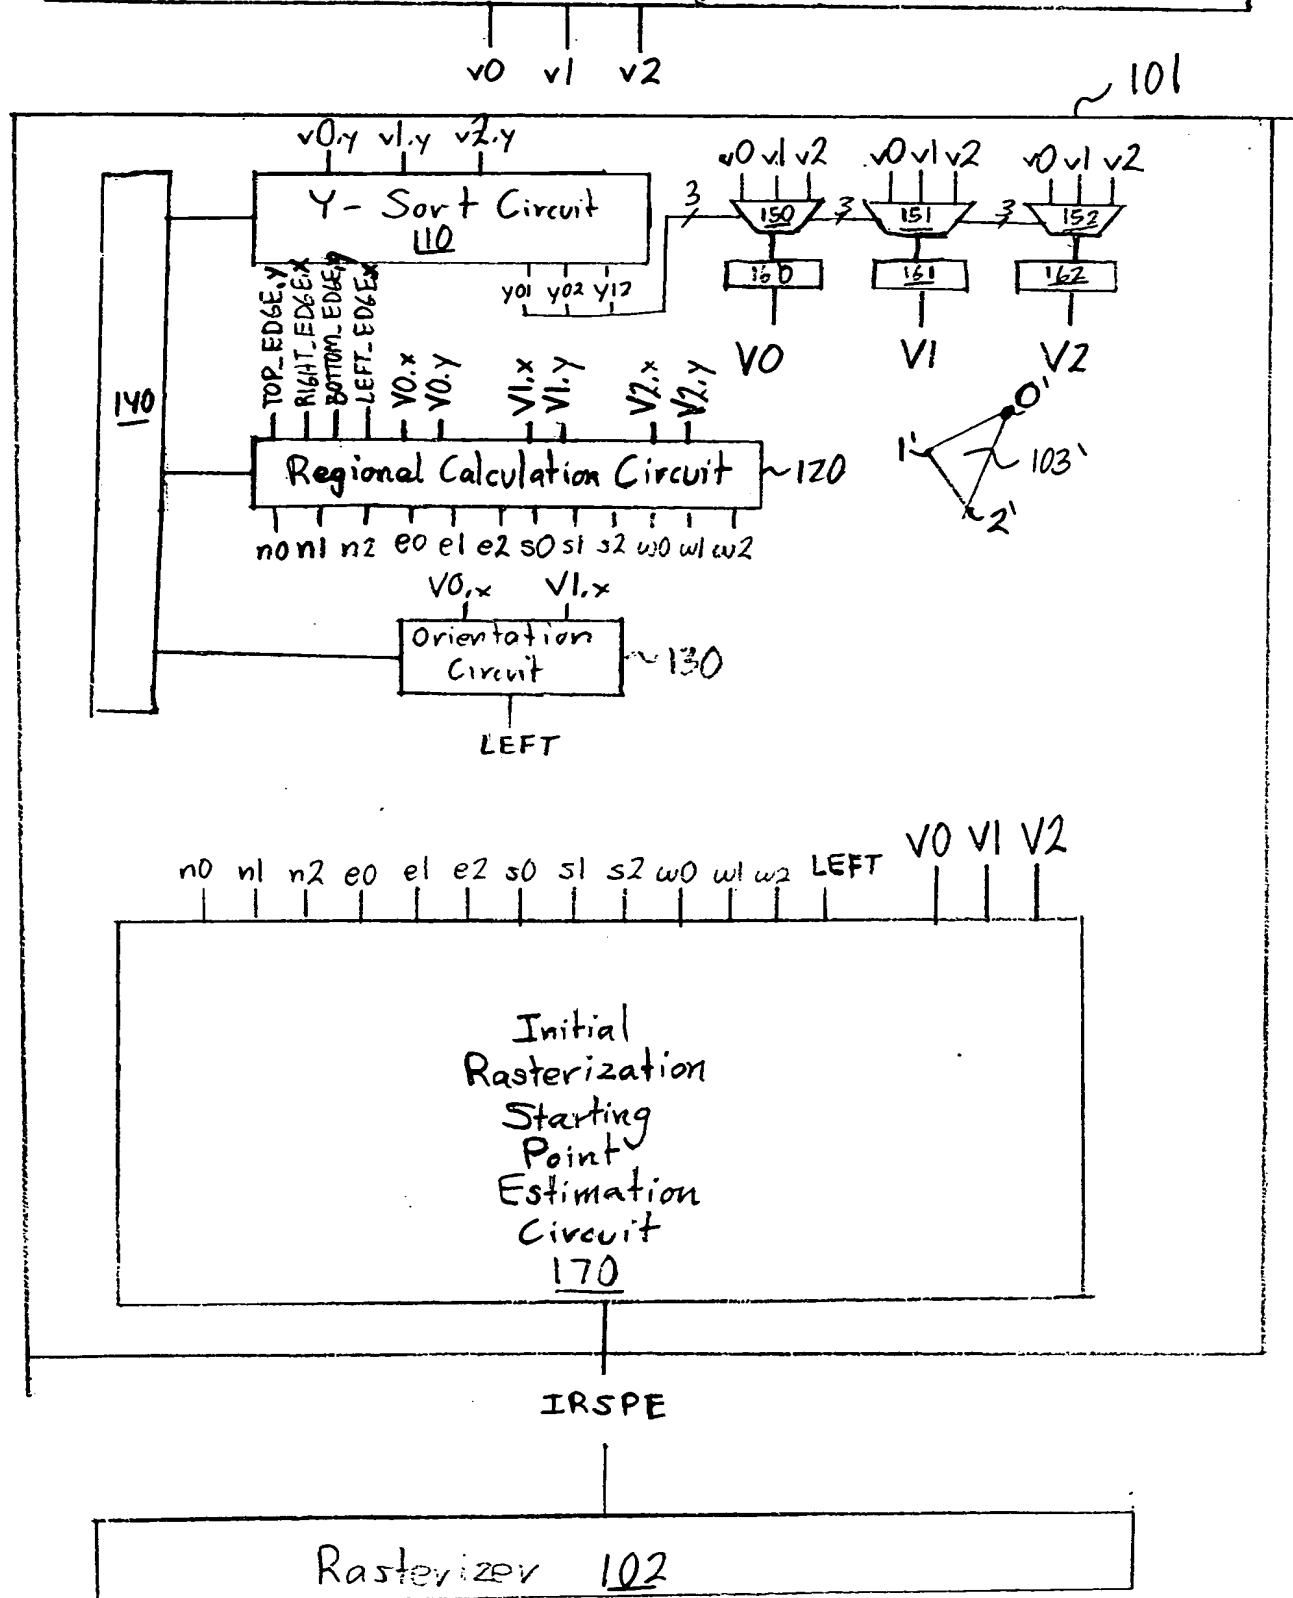 v0 v1 v2
101
v0.y v1.y v2.y
v0 v1 v2 v0 v1 v2 v0 v1 v2
Y-Sort Circuit
110
3 150 3 151 3 152
160 161 162
y01 y02 y12
V0 V1 V2
TOP_EDGE.y
RIGHT_EDGE.x
BOTTOM_EDGE.y
LEFT_EDGE.x
V0.x
V0.y
V1.x
V1.y
V2.x
V2.y
140
0'
1'
103'
2'
Regional Calculation Circuit
120
n0 n1 n2 e0 e1 e2 s0 s1 s2 w0 w1 w2
V0.x V1.x
Orientation
Circuit
130
LEFT
n0 n1 n2 e0 e1 e2 s0 s1 s2 w0 w1 w2 LEFT V0 V1 V2
Initial
Rasterization
Starting
Point
Estimation
Circuit
170
IRSPE
Rasterizer 102